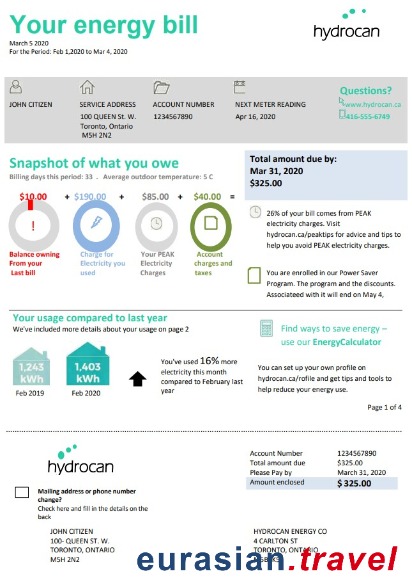 Your energy bill
March 5 2020
For the Period: Feb 1,2020 to Mar 4, 2020
hydrocan
JOHN CITIZEN
SERVICE ADDRESS
100 QUEEN St. W.
Toronto, Ontario
M5H 2N2
ACCOUNT NUMBER
1234567890
NEXT METER READING
Apr 16, 2020
Questions?
www.hydrocan.ca
416-555-6749
Snapshot of what you owe
Billing days this period: 33 . Average outdoor temperature: 5 C
$10.00 + $190.00 + $85.00 + $40.00 =
!
Balance owning
From your
Last bill
Charge for
Electricity you
used
Your PEAK
Electricity
Charges
Account
charges and
taxes
Total amount due by:
Mar 31, 2020
$325.00
26% of your bill comes from PEAK
electricity charges. Visit
hydrocan.ca/peaktips for advice and tips to
help you avoid PEAK electricity charges.
You are enrolled in our Power Saver
Program. The program and the discounts.
Associateed with it will end on May 4,
Your usage compared to last year
We've included more details about your usage on page 2
1,243
kWh
Feb 2019
1,403
kWh
Feb 2020
You've used 16% more
electricity this month
compared to February last
year
Find ways to save energy –
use our EnergyCalculator
You can set up your own profile on
hydrocan.ca/rofile and get tips and tools to
help reduce your energy use.
Page 1 of 4
hydrocan
Account Number 1234567890
Total amount due $325.00
Please Pay by March 31, 2020
Amount enclosed $ 325.00
Mailing address or phone number
change?
Check here and fill in the details on the
back
JOHN CITIZEN
100- QUEEN ST. W.
TORONTO, ONTARIO
M5H 2N2
HYDROCAN ENERGY CO
4 CARLTON ST
TORONTO, ONTARIO
eurasian.travel